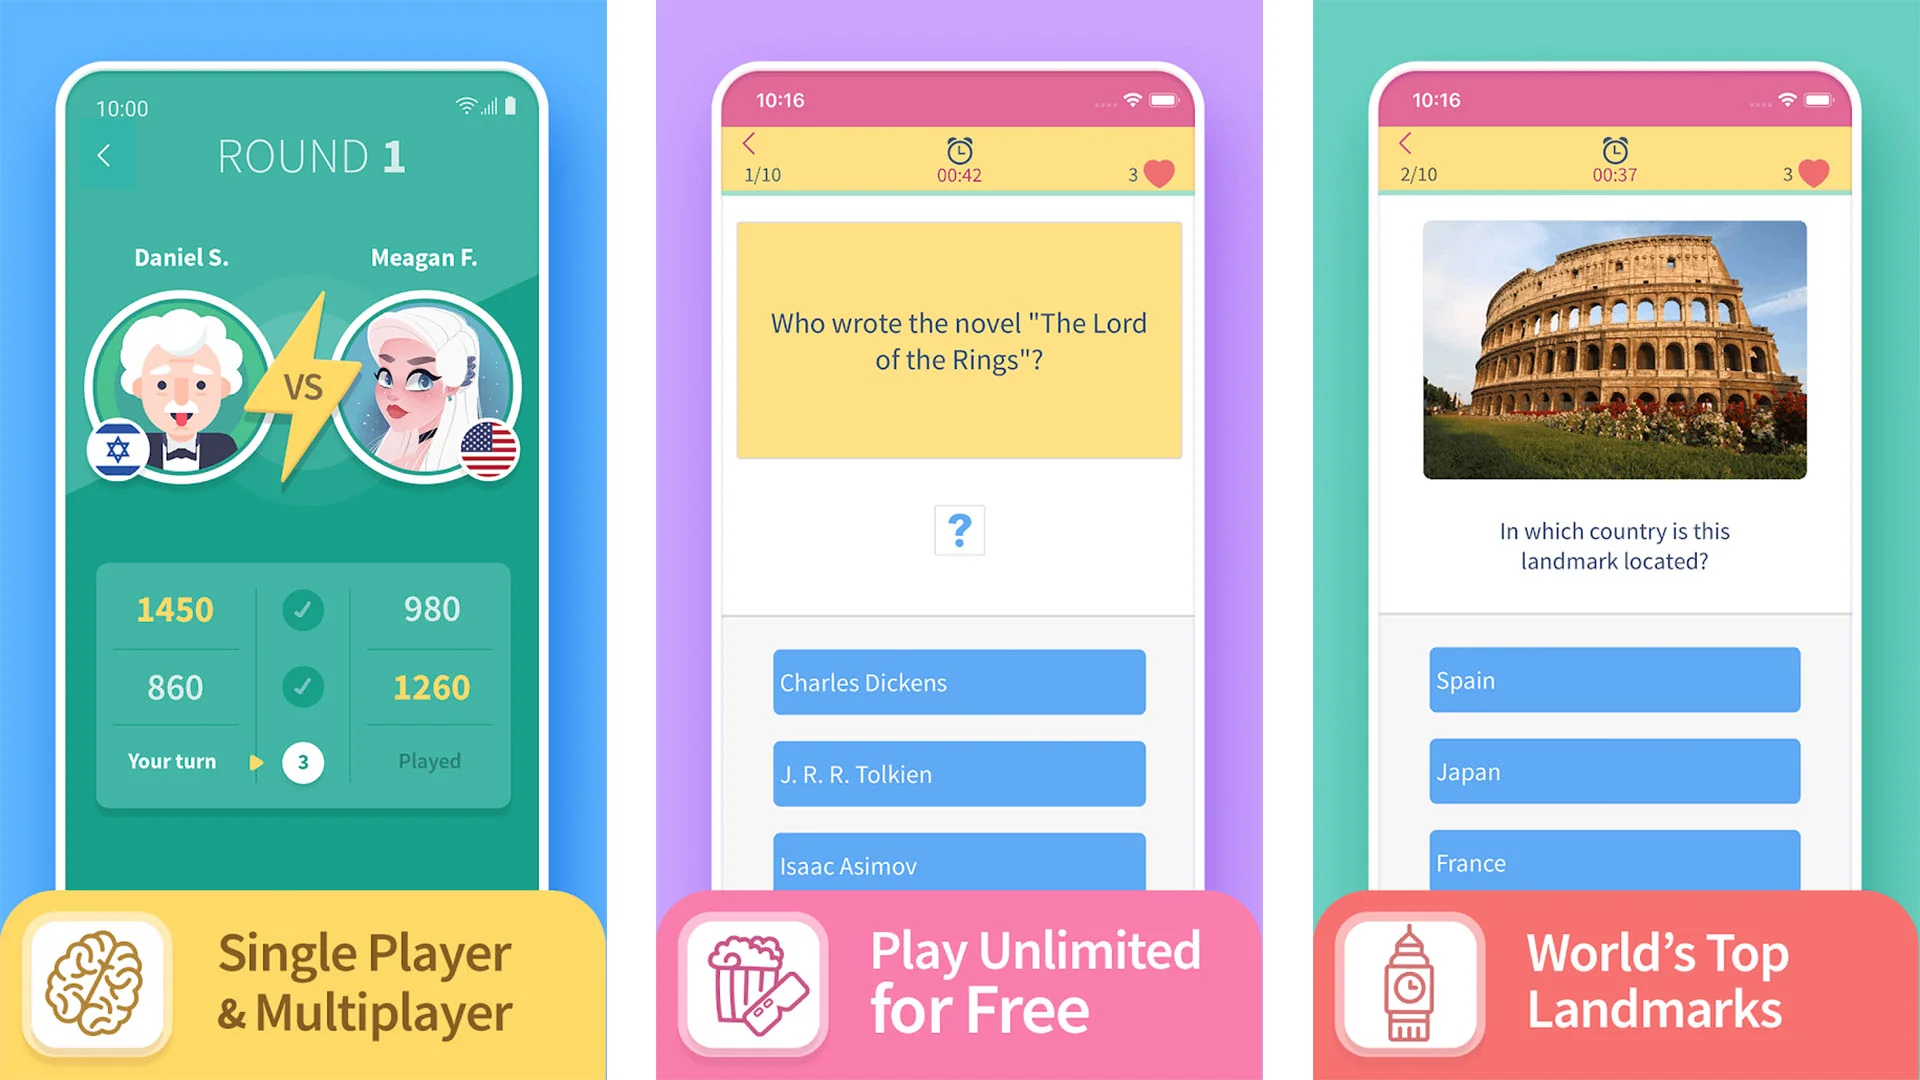 10:00
ROUND 1
Daniel S.
Meagan F.
VS
1450
980
860
1260
Your turn
3
Played
Single Player
& Multiplayer
10:16
1/10
00:42
3
Who wrote the novel "The Lord
of the Rings"?
?
Charles Dickens
J. R. R. Tolkien
Isaac Asimov
Play Unlimited
for Free
10:16
2/10
00:37
3
In which country is this
landmark located?
Spain
Japan
France
World's Top
Landmarks